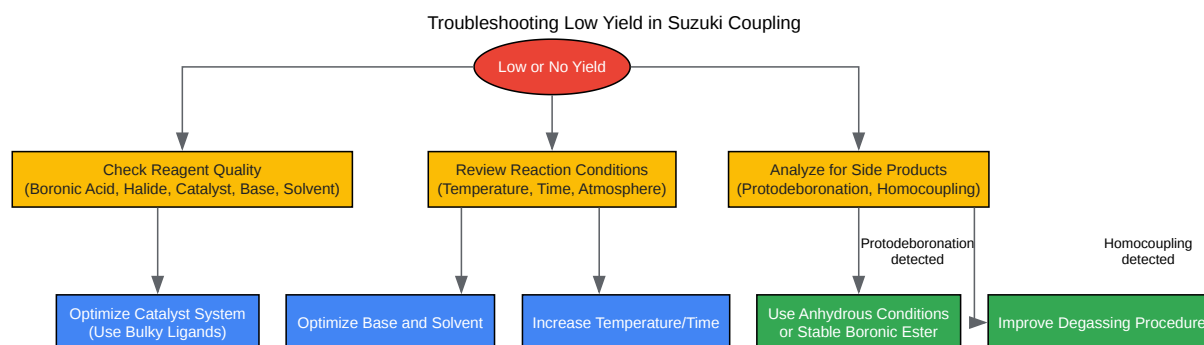 Troubleshooting Low Yield in Suzuki Coupling
Low or No Yield
Check Reagent Quality
(Boronic Acid, Halide, Catalyst, Base, Solvent)
Review Reaction Conditions
(Temperature, Time, Atmosphere)
Analyze for Side Products
(Protodeboronation, Homocoupling)
Protodeboronation
detected
Homocoupling
detected
Optimize Catalyst System
(Use Bulky Ligands)
Optimize Base and Solvent
Increase Temperature/Time
Use Anhydrous Conditions
or Stable Boronic Ester
Improve Degassing Procedure